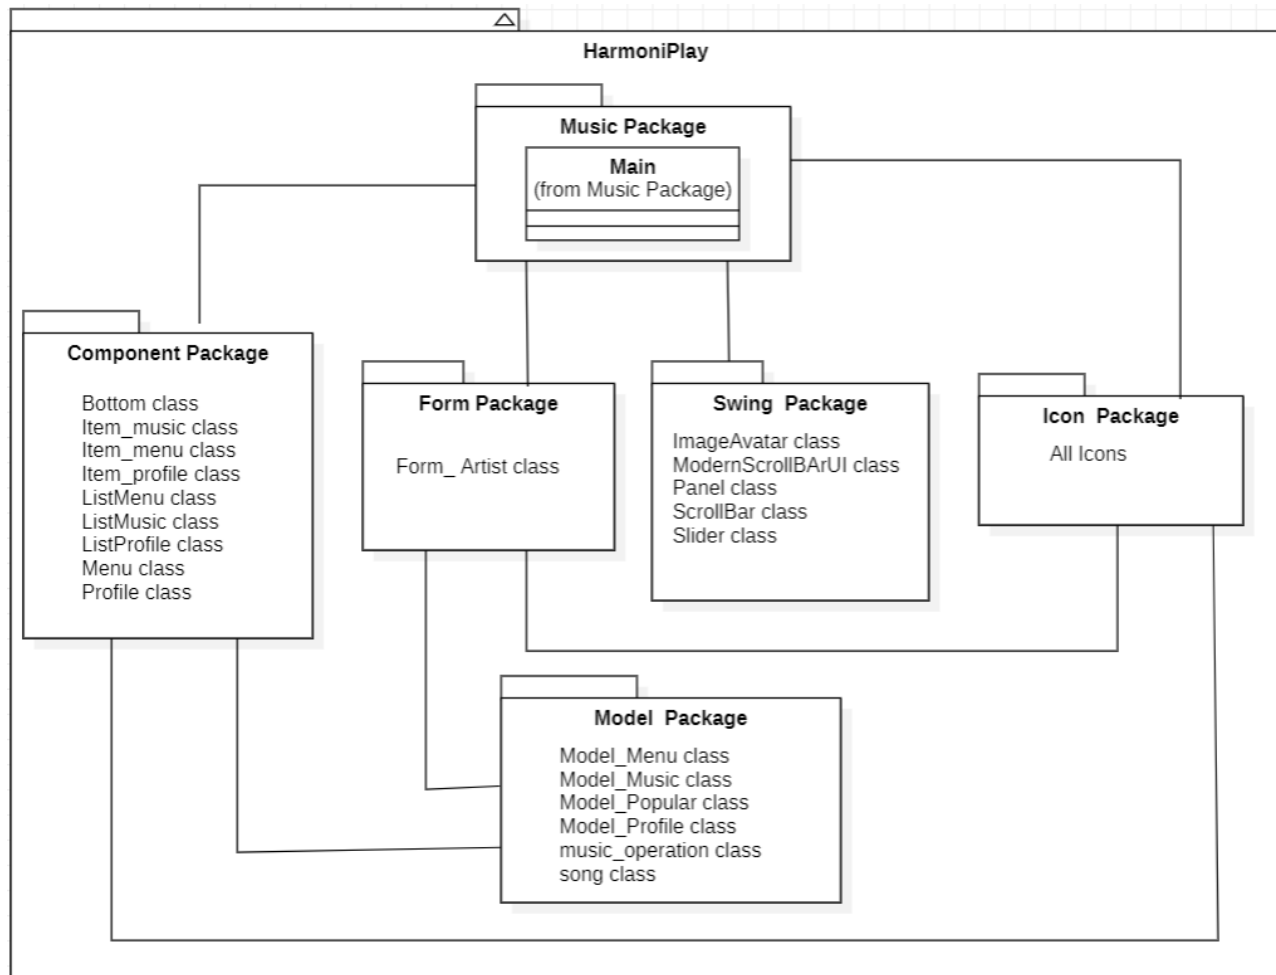 HarmoniPlay
Music Package
Main
(from Music Package)
Component Package
Bottom class
Item_music class
Item_menu class
Item_profile class
ListMenu class
ListMusic class
ListProfile class
Menu class
Profile class
Form Package
Form_ Artist class
Swing  Package
ImageAvatar class
ModernScrollBArUI class
Panel class
ScrollBar class
Slider class
Icon  Package
All Icons
Model  Package
Model_Menu class
Model_Music class
Model_Popular class
Model_Profile class
music_operation class
song class